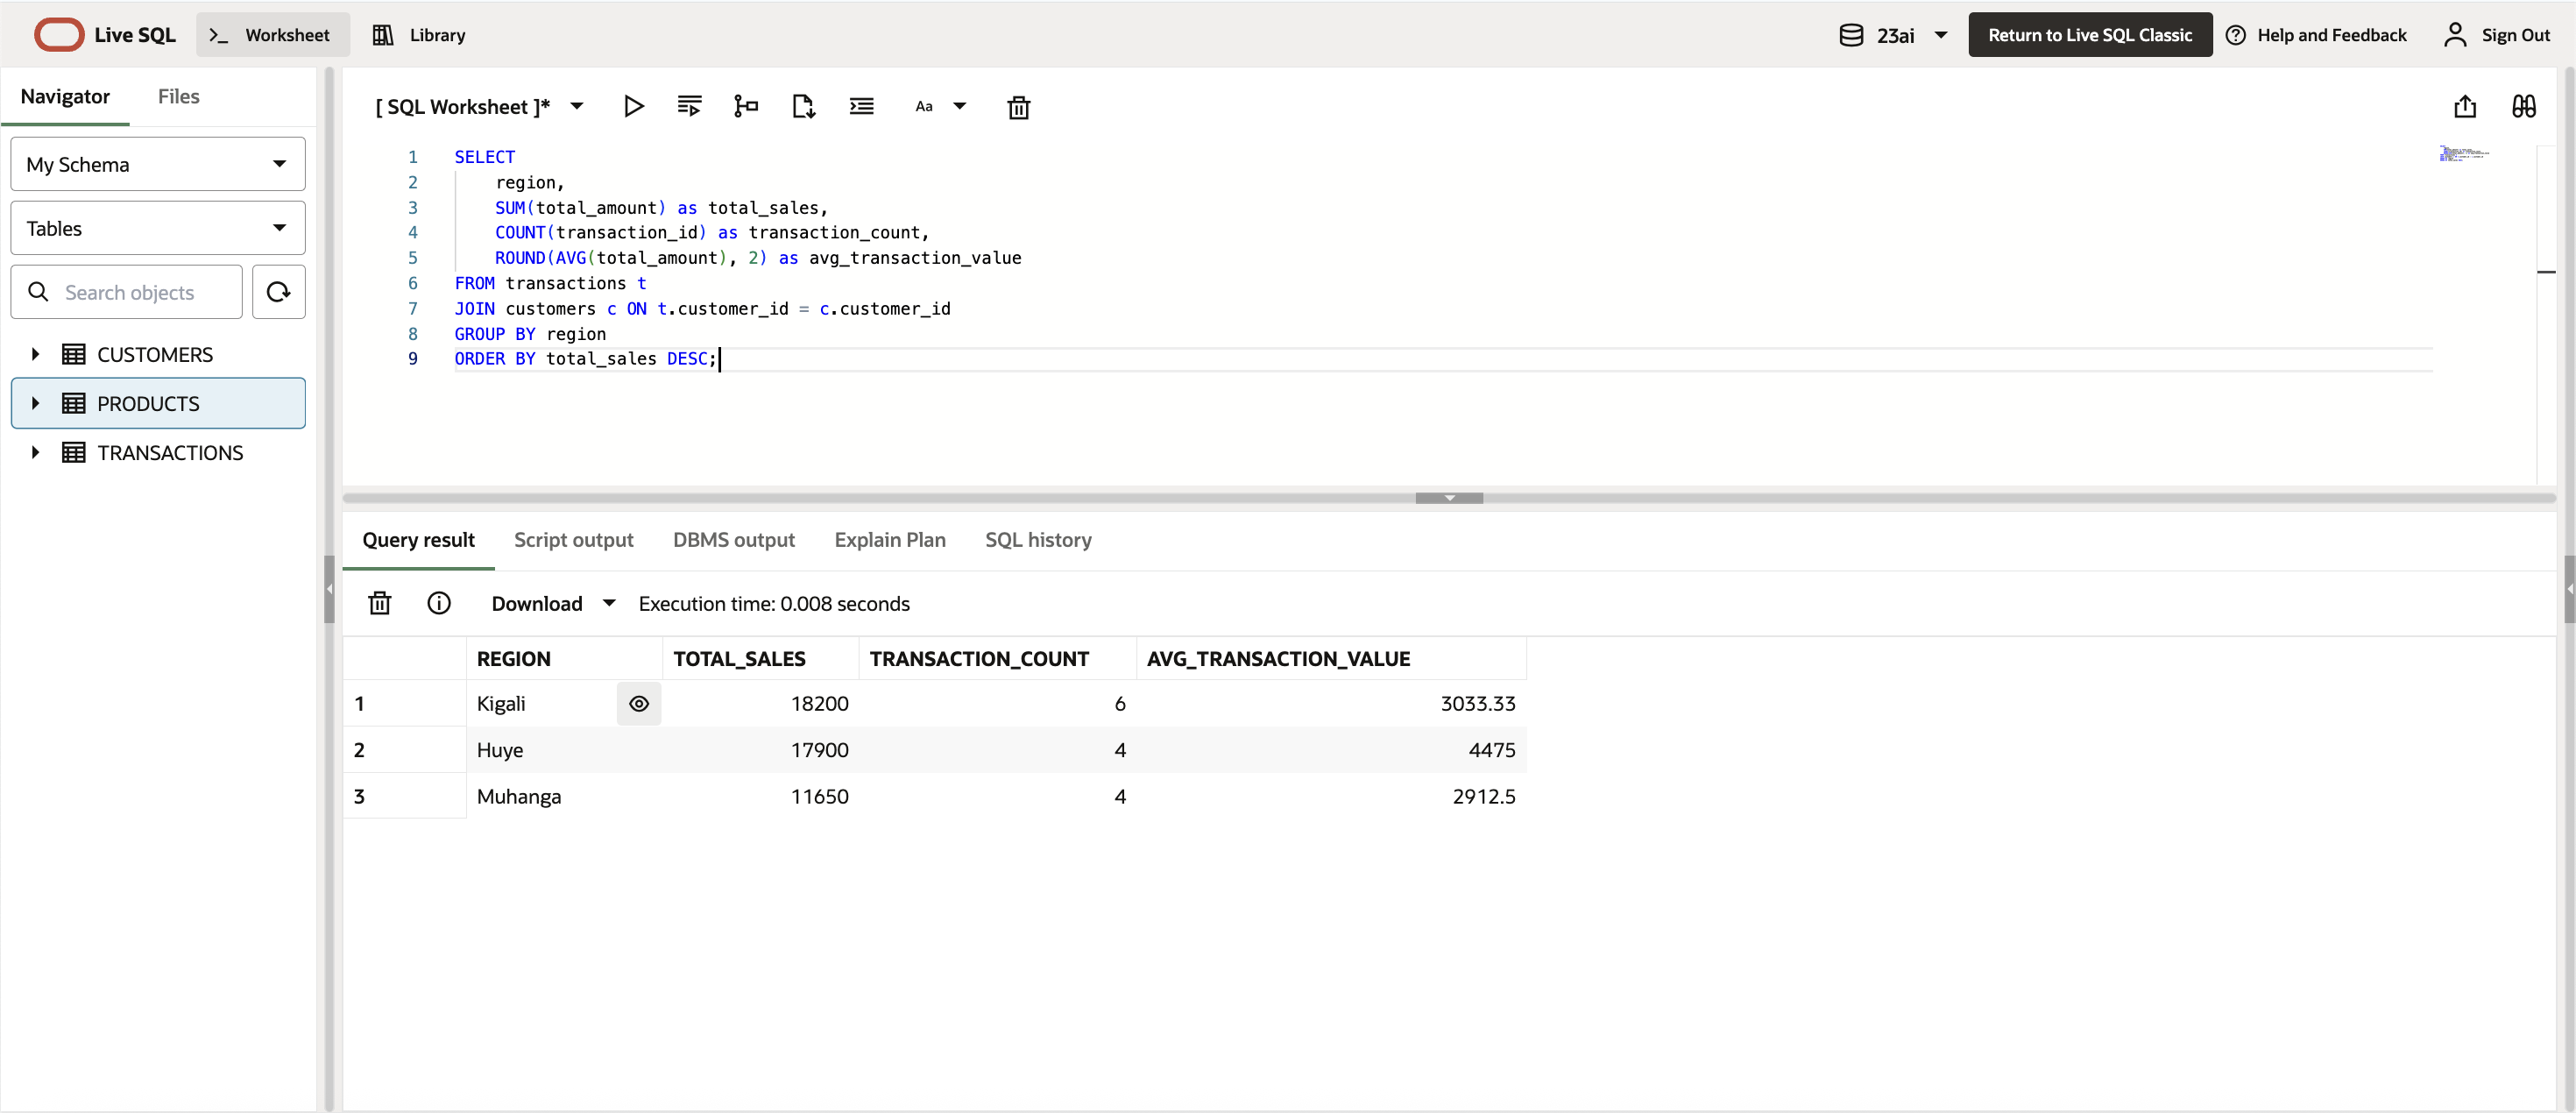 Live SQL
Worksheet
Library
23ai
Return to Live SQL Classic
Help and Feedback
Sign Out
Navigator
Files
My Schema
Tables
Search objects
CUSTOMERS
PRODUCTS
TRANSACTIONS
[ SQL Worksheet ]*
Aa
1 SELECT
2 region,
3 SUM(total_amount) as total_sales,
4 COUNT(transaction_id) as transaction_count,
5 ROUND(AVG(total_amount), 2) as avg_transaction_value
6 FROM transactions t
7 JOIN customers c ON t.customer_id = c.customer_id
8 GROUP BY region
9 ORDER BY total_sales DESC;
Query result Script output DBMS output Explain Plan SQL history
Download Execution time: 0.008 seconds
REGION TOTAL_SALES TRANSACTION_COUNT AVG_TRANSACTION_VALUE
1 Kigali 18200 6 3033.33
2 Huye 17900 4 4475
3 Muhanga 11650 4 2912.5